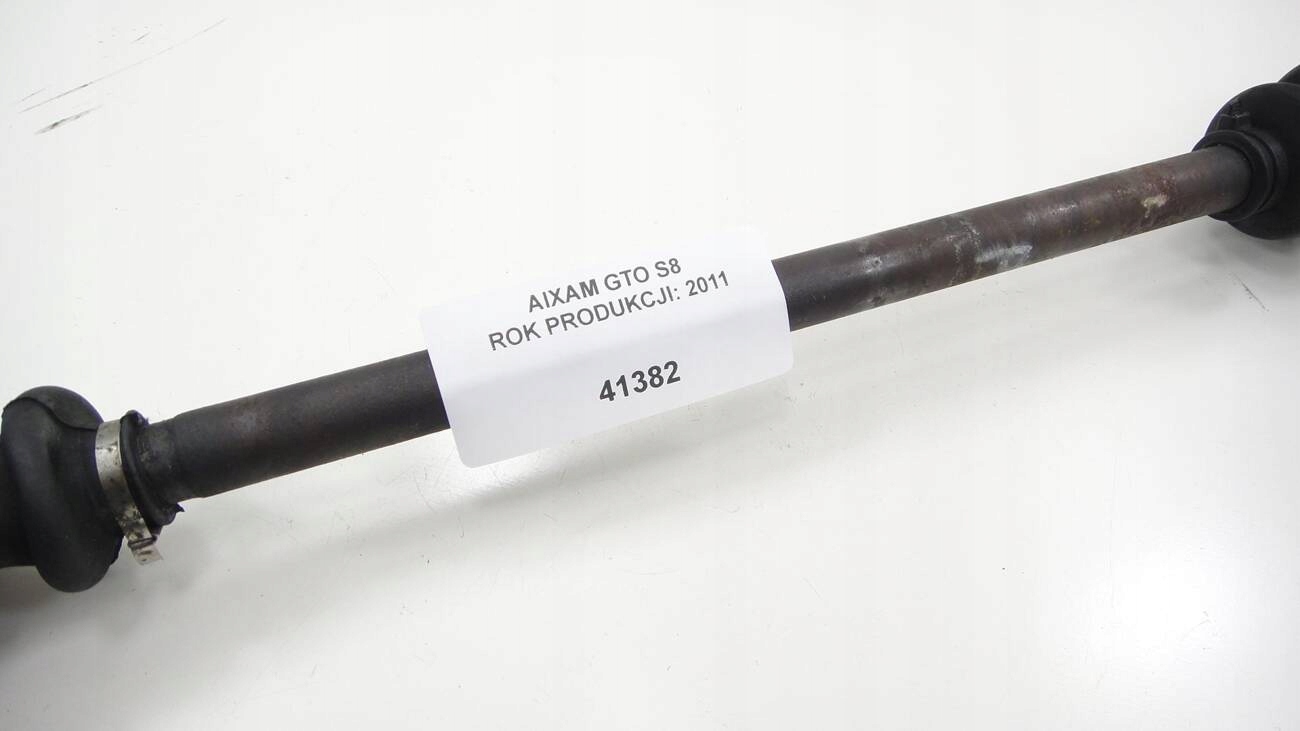 AIXAM GTO S8
ROK PRODUKCJI: 2011
41382